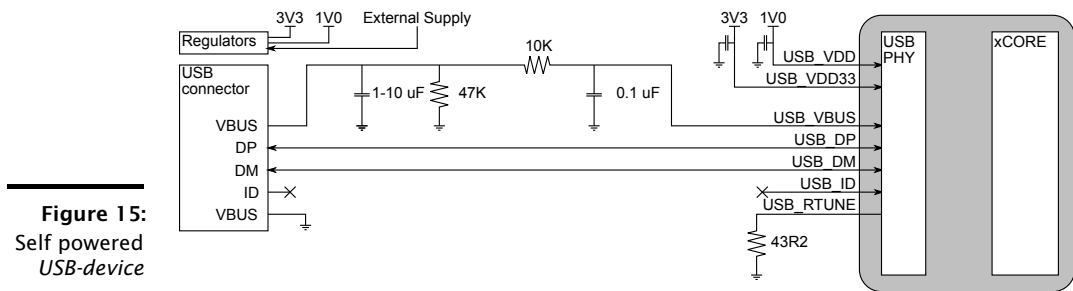 3V3 1V0 External Supply
Regulators
USB
connector
VBUS
DP
DM
ID
VBUS
1-10 uF
47K
10K
0.1 uF
3V3 1V0
USB_VDD
USB_VDD33
USB_VBUS
USB_DP
USB_DM
USB_ID
USB_RTUNE
43R2
USB
PHY
xCORE
Figure 15:
Self powered
USB-device